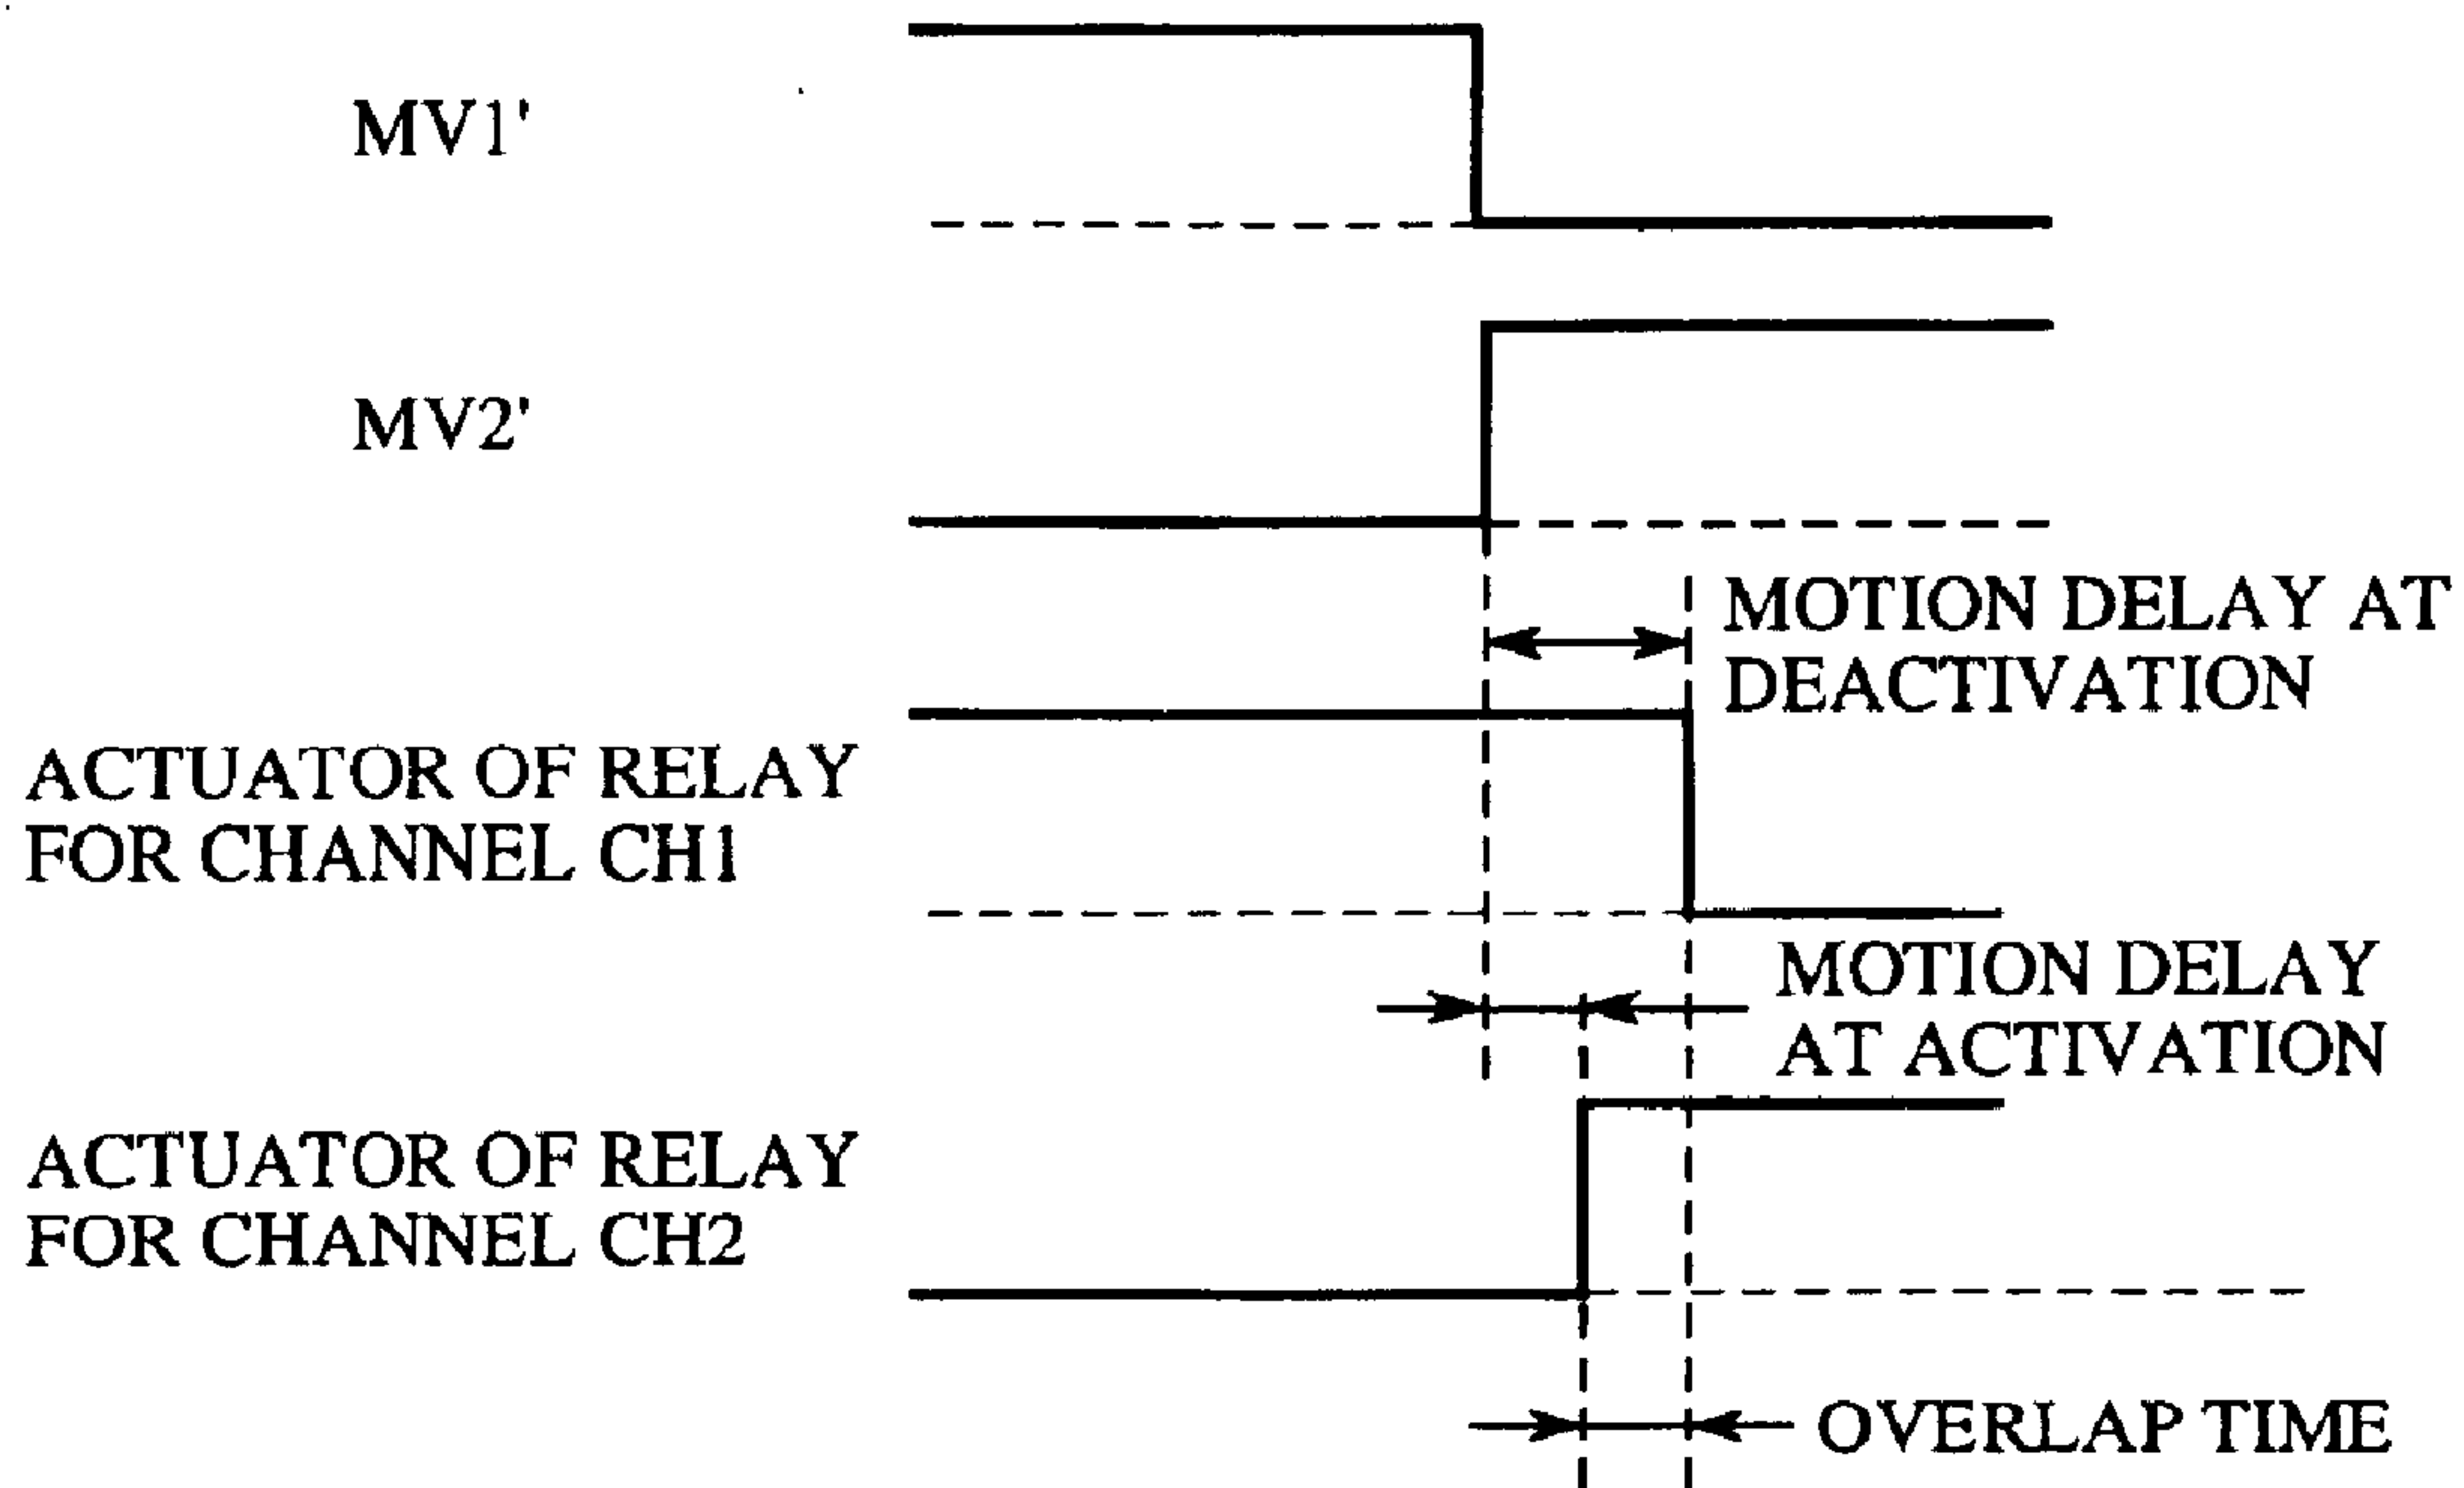 MV1'
MV2'
MOTION DELAY AT
DEACTIVATION
ACTUATOR OF RELAY
FOR CHANNEL CH1
MOTION DELAY
AT ACTIVATION
ACTUATOR OF RELAY
FOR CHANNEL CH2
OVERLAP TIME